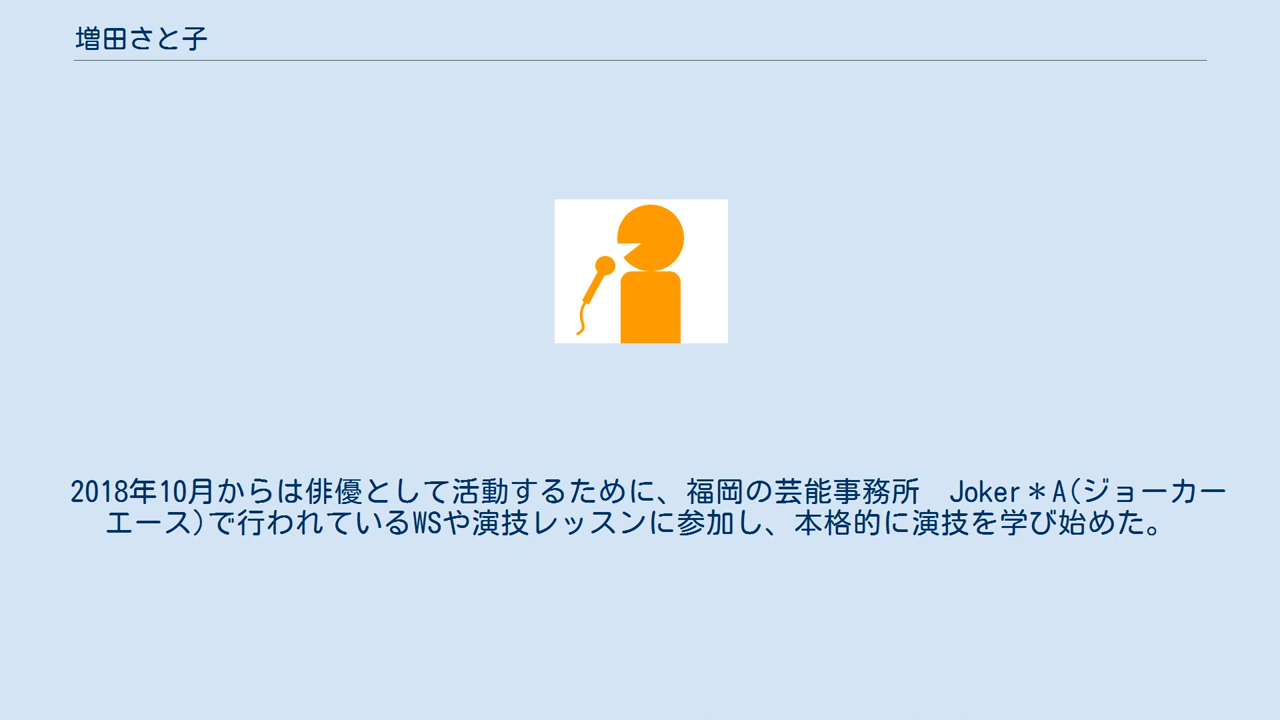 増田さと子
2018年10月からは俳優として活動するために、福岡の芸能事務所　Joker＊A(ジョーカー
エース)で行われているWSや演技レッスンに参加し、本格的に演技を学び始めた。